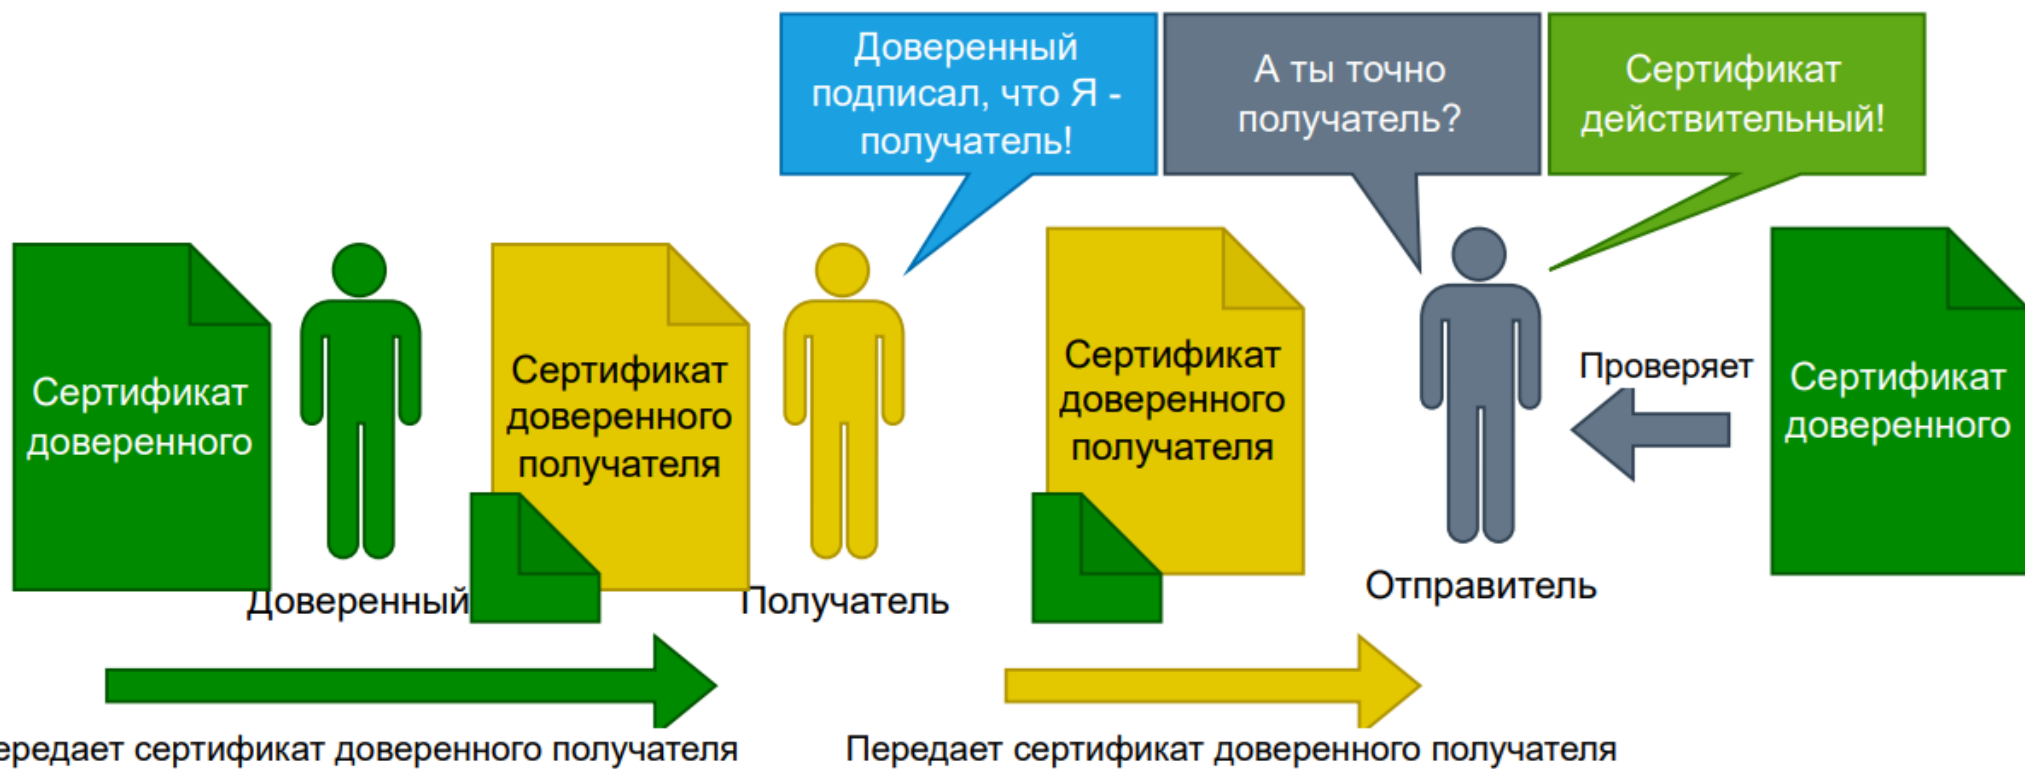 Доверенный
подписал, что Я -
получатель!
А ты точно
получатель?
Сертификат
действительный!
Сертификат
доверенного
Сертификат
доверенного
получателя
Сертификат
доверенного
получателя
Проверяет
Сертификат
доверенного
Доверенный
Получатель
Отправитель
ередает сертификат доверенного получателя
Передает сертификат доверенного получателя